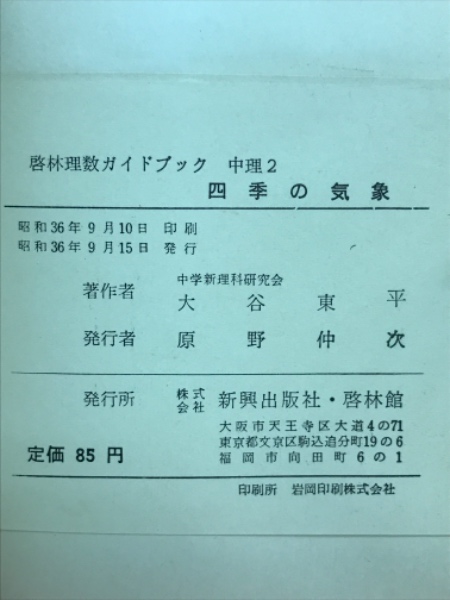 啓林理数ガイドブック 中理2
四季の気象
昭和36年9月10日 印刷
昭和36年9月15日 発行
著作者 中学新理科研究会
大谷東平
発行者 原野仲次
発行所 株式会社 新興出版社・啓林館
大阪市天王寺区大道4の71
東京都文京区駒込追分町19の6
福岡市向田町6の1
定価 85円
印刷所 岩岡印刷株式会社